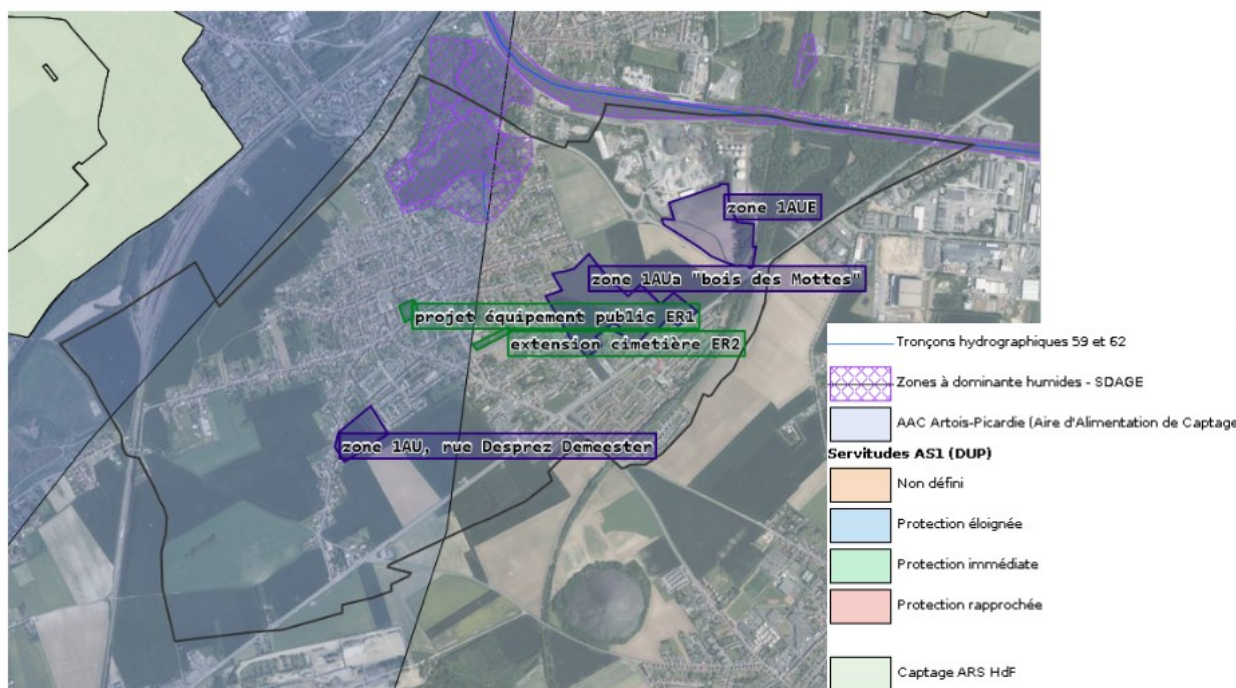 zone 1AUE
zone 1AUa "bois des Mottes"
projet équipement public ER1
extension cimetière ER2
zone 1AU, rue Desprez Demeester
Tronçons hydrographiques 59 et 62
Zones à dominante humides - SDAGE
AAC Artois-Picardie (Aire d'Alimentation de Captage
Servitudes AS1 (DUP)
Non défini
Protection éloignée
Protection immédiate
Protection rapprochée
Captage ARS HdF